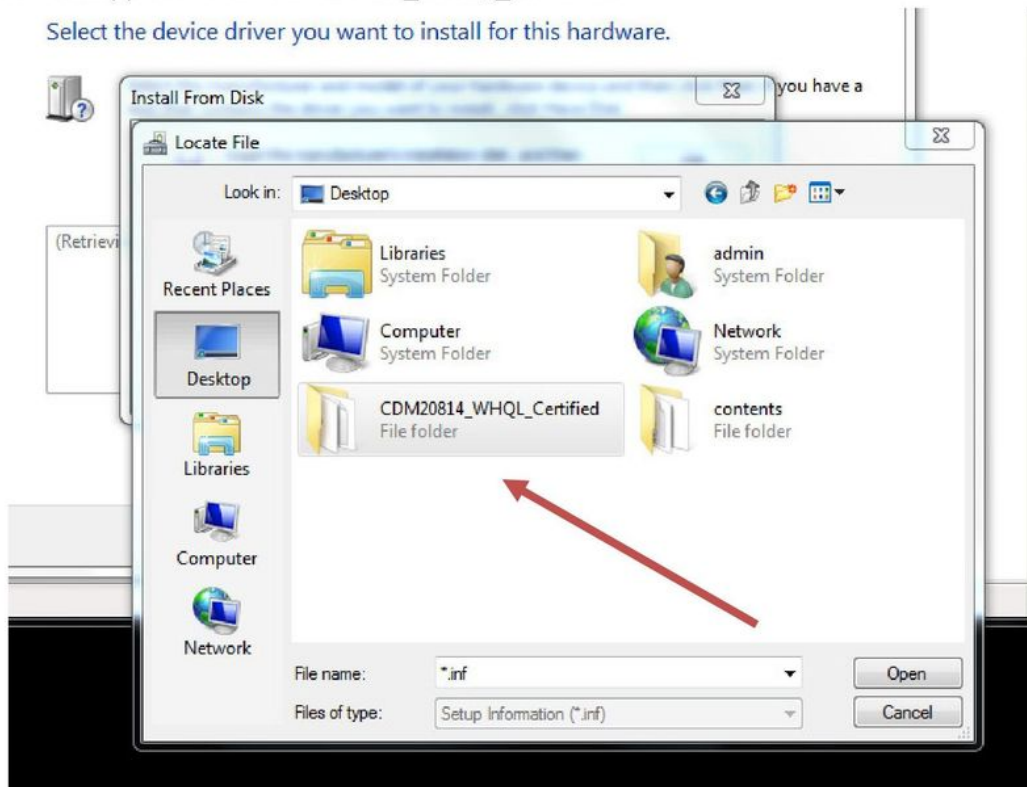 Select the device driver you want to install for this hardware.
you have a
Install From Disk
Locate File
Look in:
Desktop
(Retrievi
Recent Places
Desktop
Libraries
Computer
Network
Libraries
System Folder
admin
System Folder
Computer
System Folder
Network
System Folder
CDM20814_WHQL_Certified
File folder
contents
File folder
File name:
*.inf
Open
Files of type:
Setup Information (*.inf)
Cancel